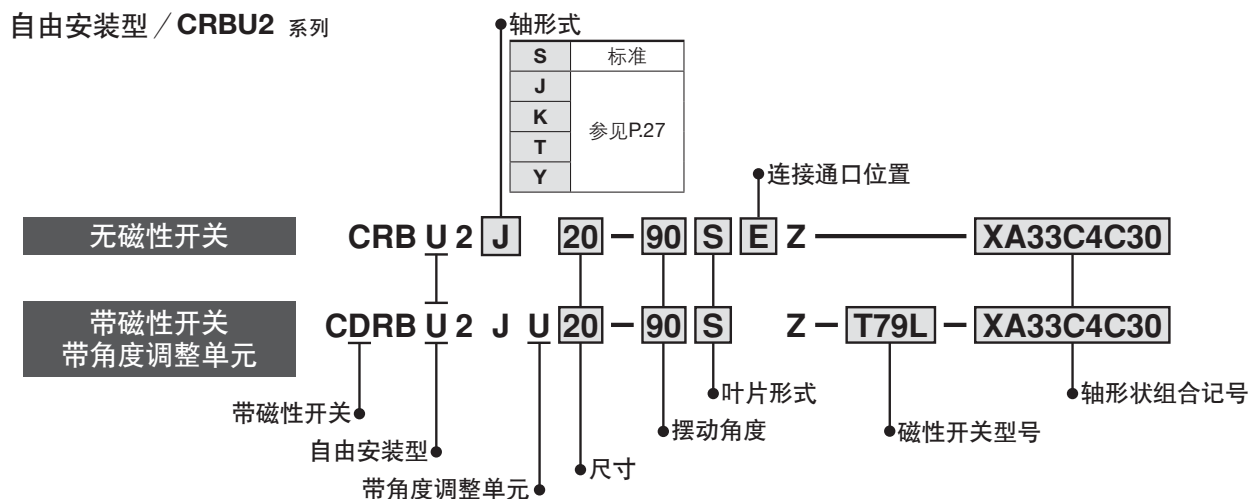 自由安装型／CRBU2 系列
轴形式
S 标准
J
K
T
Y
参见P.27
连接通口位置
无磁性开关 CRB U 2 J 20 − 90 S E Z — XA33C4C30
带磁性开关
带角度调整单元
CDRB U 2 J U 20 − 90 S Z − T79L − XA33C4C30
带磁性开关
自由安装型
带角度调整单元
尺寸
摆动角度
叶片形式
磁性开关型号
轴形状组合记号